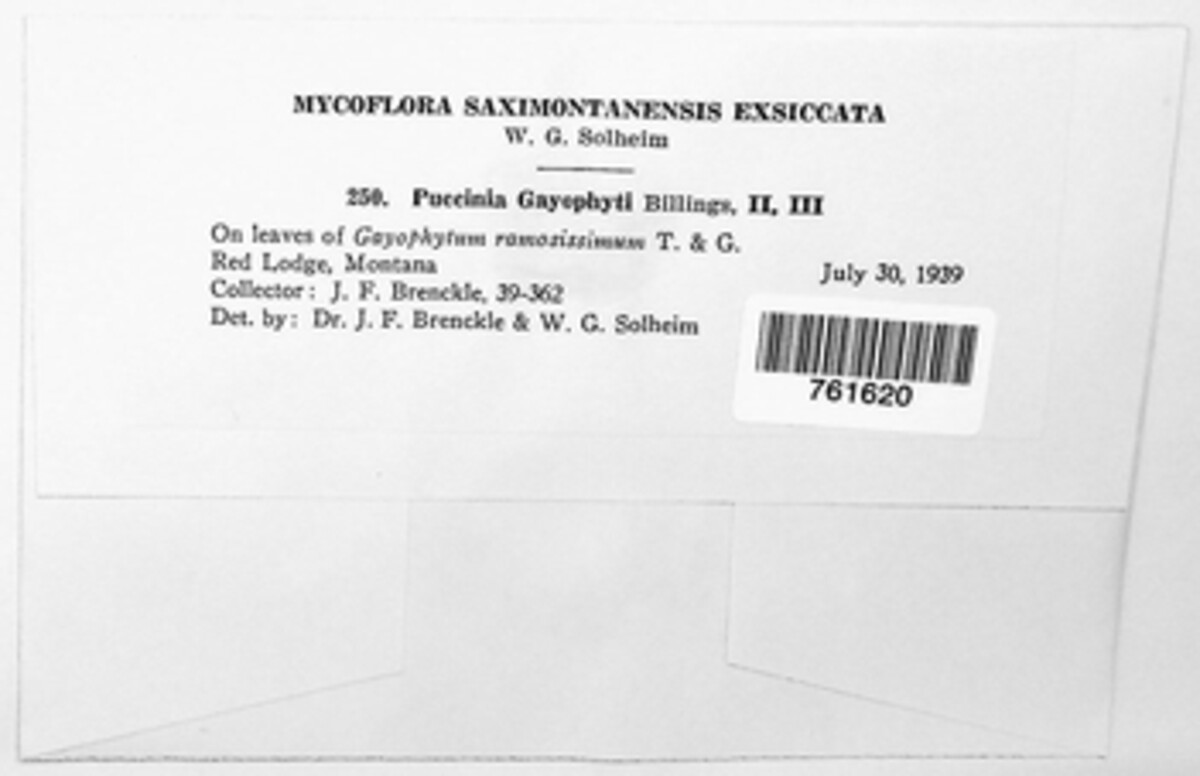 MYCOFLORA SAXIMONTANENSIS EXSICCATA
W. G. Solheim
250. Puccinia Gayophyti Billings, II, III
On leaves of Gayophytum ramosissimum T. & G.
Red Lodge, Montana
July 30, 1939
Collector: J. F. Brenckle, 39-362
Det. by: Dr. J. F. Brenckle & W. G. Solheim
761620